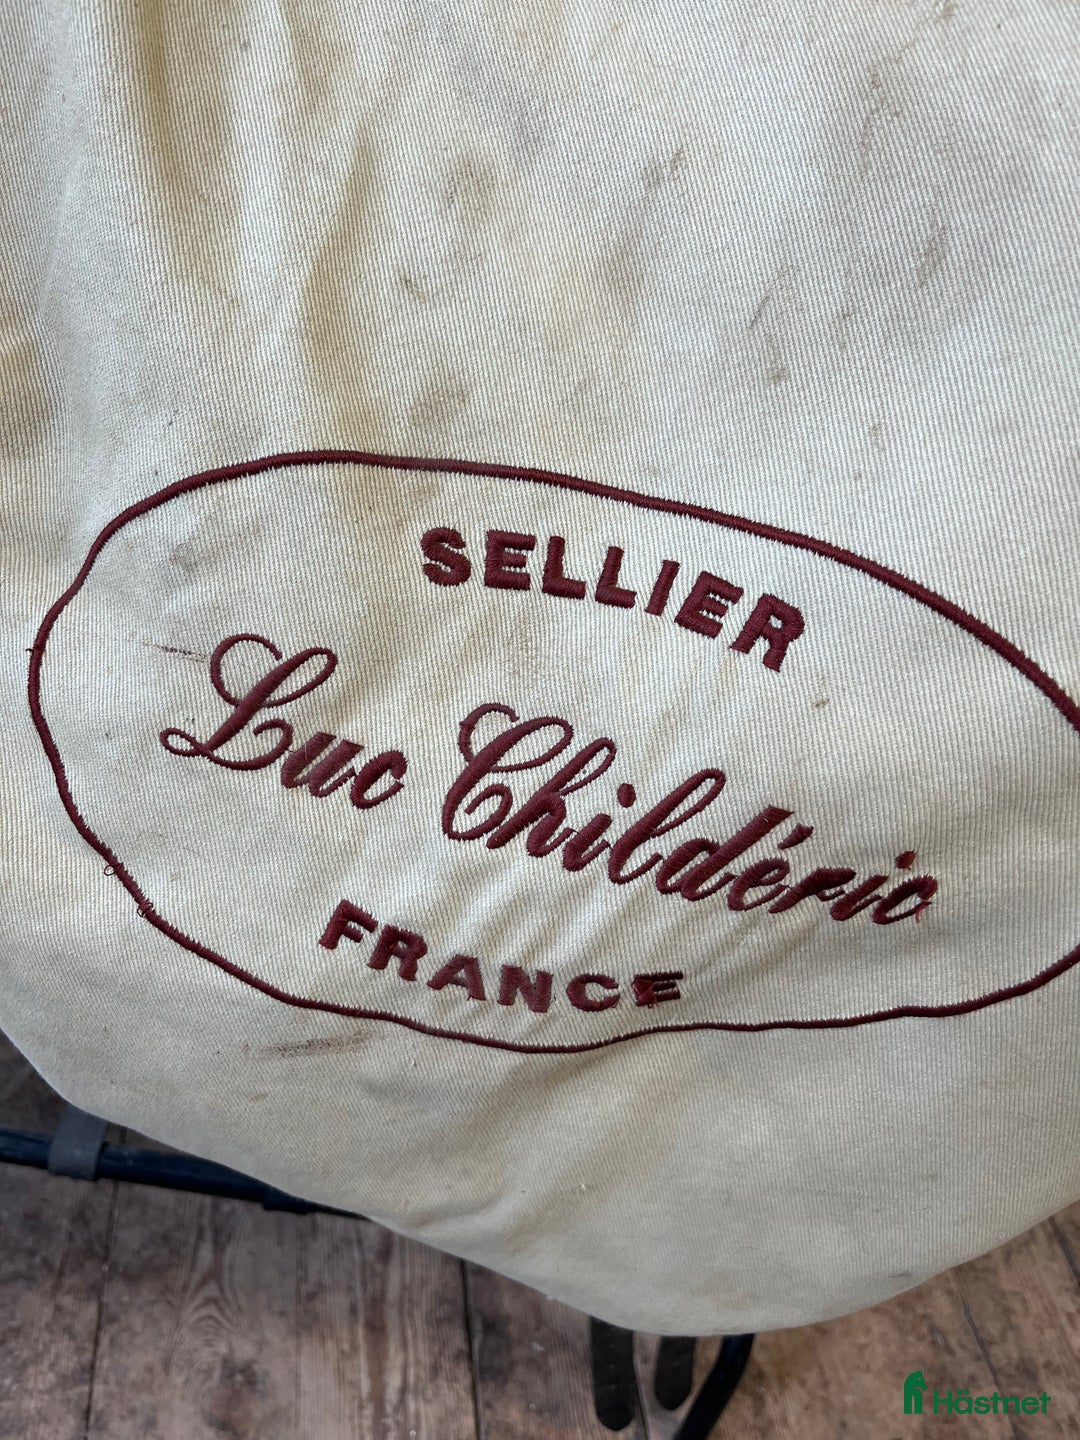 SELLIER
Luc Childéric
FRANCE
Hästnet